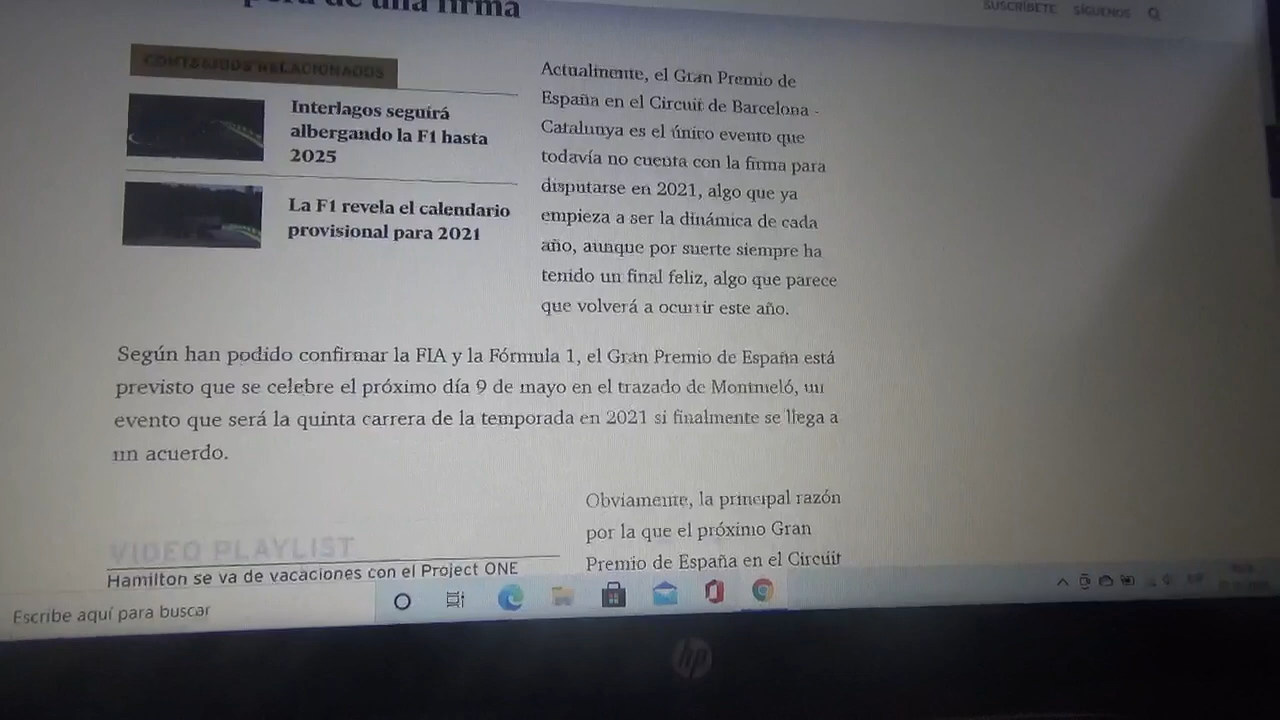 de una firma
SUSCRÍBETE SÍGUENOS
CONTENIDOS RELACIONADOS
Interlagos seguirá
albergando la F1 hasta
2025
La F1 revela el calendario
provisional para 2021
Actualmente, el Gran Premio de
España en el Circuit de Barcelona -
Catalunya es el único evento que
todavía no cuenta con la firma para
disputarse en 2021, algo que ya
empieza a ser la dinámica de cada
año, aunque por suerte siempre ha
tenido un final feliz, algo que parece
que volverá a ocurrir este año.
Según han podido confirmar la FIA y la Fórmula 1, el Gran Premio de España está
previsto que se celebre el próximo día 9 de mayo en el trazado de Montmeló, un
evento que será la quinta carrera de la temporada en 2021 si finalmente se llega a
un acuerdo.
Obviamente, la principal razón
por la que el próximo Gran
Premio de España en el Circuit
VIDEO PLAYLIST
Hamilton se va de vacaciones con el Project ONE
Escribe aquí para buscar
hp